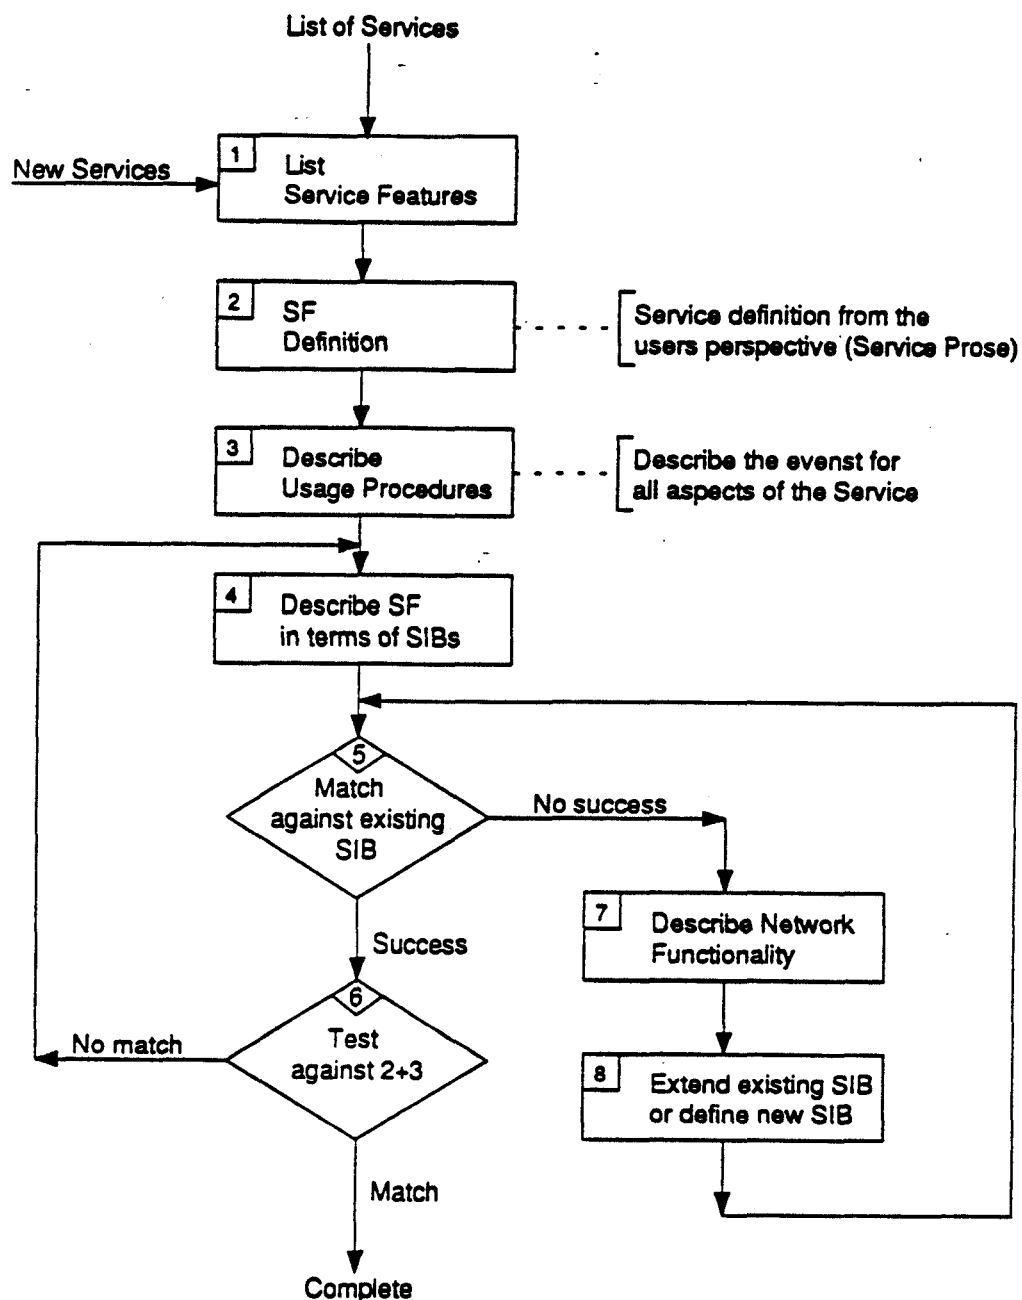 List of Services
New Services
1
List
Service Features
2
SF
Definition
Service definition from the
users perspective (Service Prose)
3
Describe
Usage Procedures
Describe the evenst for
all aspects of the Service
4
Describe SF
in terms of SIBs
5
Match
against existing
SIB
No success
Success
7
Describe Network
Functionality
6
Test
against 2+3
No match
8
Extend existing SIB
or define new SIB
Match
Complete